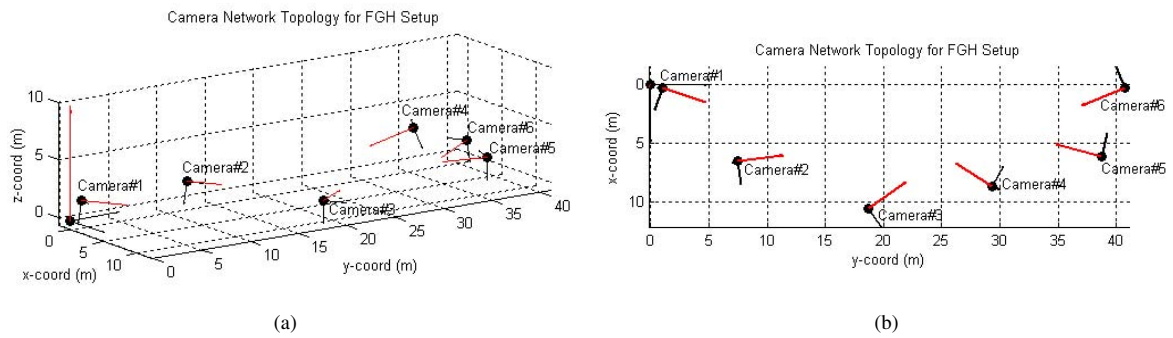 Camera Network Topology for FGH Setup
10
5
0
z-coord (m)
Camera#1
Camera#2
Camera#3
Camera#4
Camera#6
Camera#5
0
5
10
x-coord (m)
0
5
10
15
20
25
30
35
40
y-coord (m)
(a)
Camera Network Topology for FGH Setup
0
5
10
x-coord (m)
Camera#1
Camera#2
Camera#3
Camera#4
Camera#5
Camera#6
0
5
10
15
20
25
30
35
40
y-coord (m)
(b)